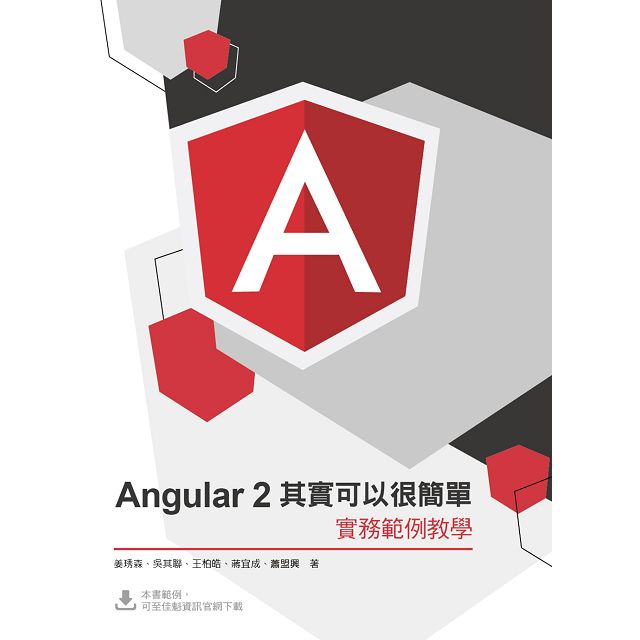 A
Angular 2 其實可以很簡單
實務範例教學
姜琇森、吳其聯、王柏皓、蔣宜成、蕭盟興 著
本書範例，
可至佳魁資訊官網下載